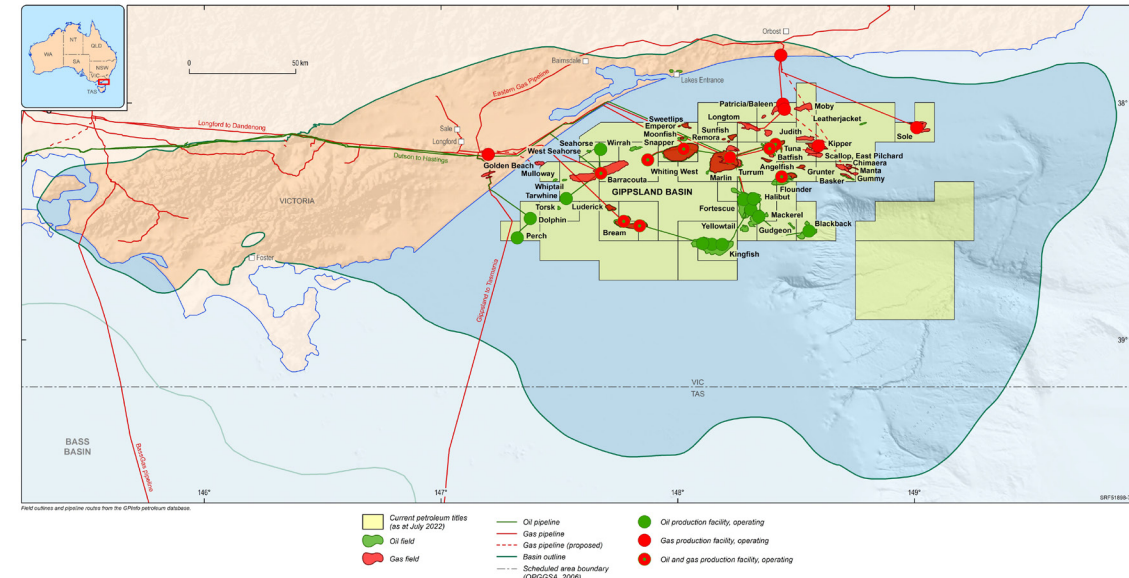 NT
WA
QLD
SA
NSW
VIC
TAS
0
50 km
Orbost
Bairnsdale
Lakes Entrance
Eastern Gas Pipeline
38°
Longford to Dandenong
Sale
Longford
Dutson to Hastings
Patricia/Baleen
Moby
Longtom
Leatherjacket
Sole
Sweetlips
Emperor
Moonfish
Snapper
Sunfish
Remora
Judith
Kipper
Tuna
Batfish
Scallop, East Pilchard
Chimaera
Manta
Gummy
Seahorse
Wirrah
West Seahorse
Golden Beach
Mulloway
Whiting West
Marlin
Turrum
Angelfish
Grunter
Basker
Barracouta
Whiptail
Tarwhine
GIPPSLAND BASIN
Flounder
Halibut
VICTORIA
Torsk
Luderick
Fortescue
Dolphin
Mackerel
Yellowtail
Gudgeon
Blackback
Perch
Bream
Kingfish
Foster
Gippsland to Tasmania
39°
VIC
TAS
BASS
BASIN
BassGas pipeline
146°
147°
148°
149°
Field outlines and pipeline routes from the GPinfo petroleum database.
Current petroleum titles
(as at July 2022)
Oil field
Gas field
Oil pipeline
Gas pipeline
Gas pipeline (proposed)
Basin outline
Scheduled area boundary
(OPGGSA, 2006)
Oil production facility, operating
Gas production facility, operating
Oil and gas production facility, operating